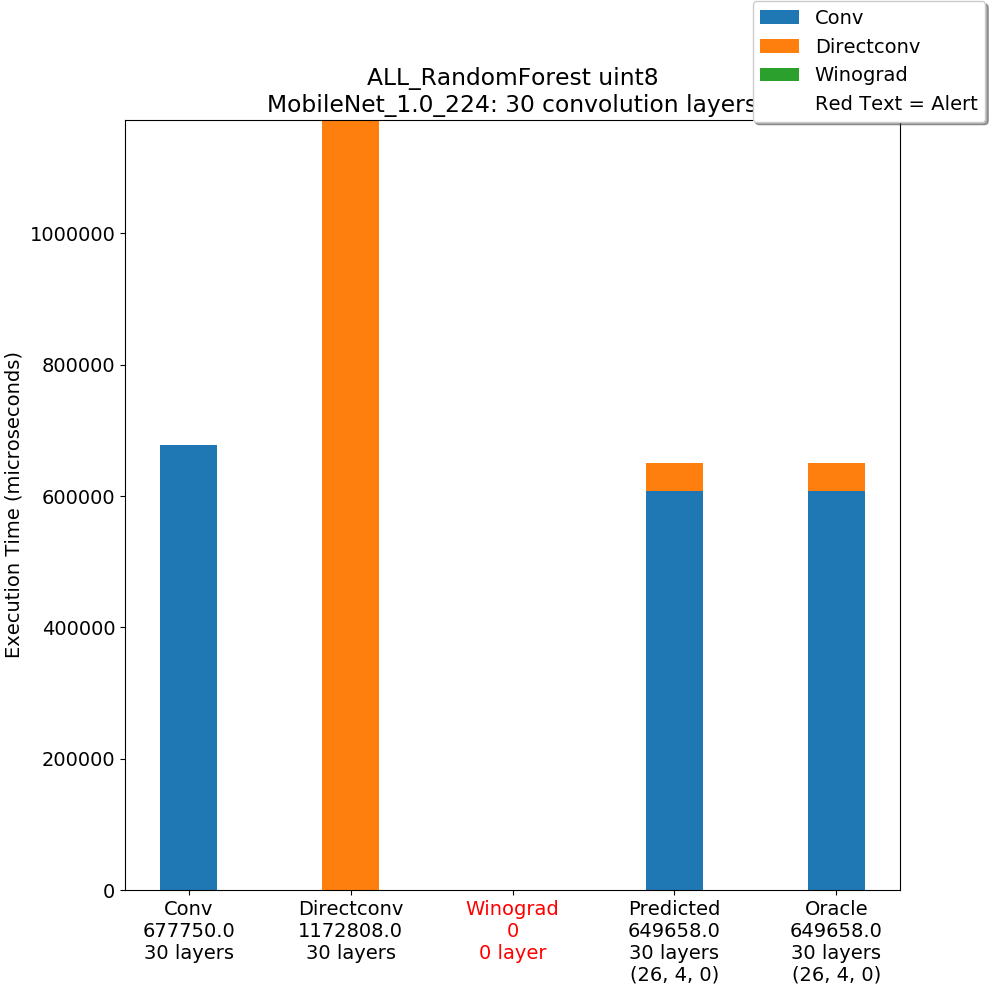 Conv
Directconv
Winograd
Red Text = Alert
ALL_RandomForest uint8
MobileNet_1.0_224: 30 convolution layers
Execution Time (microseconds)
1000000
800000
600000
400000
200000
0
Conv
677750.0
30 layers
Directconv
1172808.0
30 layers
Winograd
0
0 layer
Predicted
649658.0
30 layers
(26, 4, 0)
Oracle
649658.0
30 layers
(26, 4, 0)